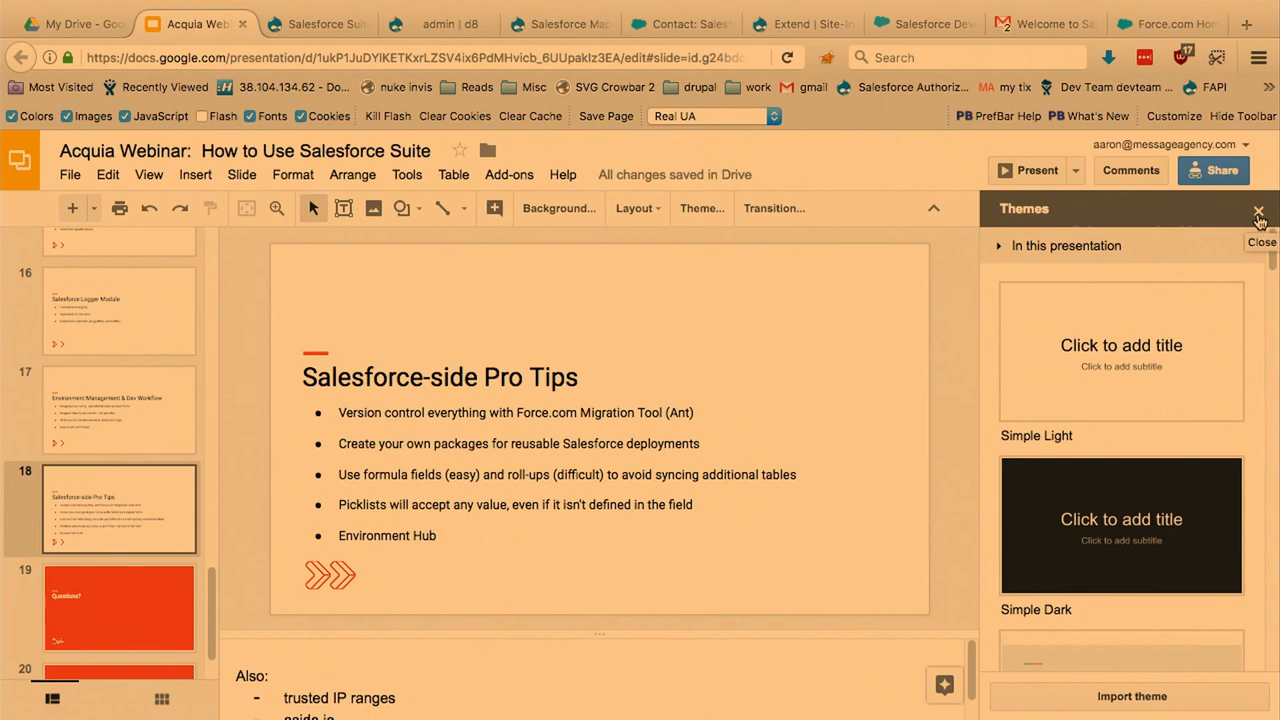 My Drive - Goo
Acquia Web
Salesforce Suit
admin | d8
Salesforce Map
Contact: Sales
Extend | Site-In
Salesforce Dev
Welcome to Sa
Force.com Hom
https://docs.google.com/presentation/d/1ukP1JuDYlKETKxrLZSV4ix6PdMHvicb_6UUpakIz3EA/edit#slide=id.g24bdc
Search
17
Most Visited
Recently Viewed
38.104.134.62 - Do...
nuke invis
Reads
Misc
SVG Crowbar 2
drupal
work
gmail
Salesforce Authoriz...
MA my tix
Dev Team devteam ...
FAPI
Colors
Images
JavaScript
Flash
Fonts
Cookies
Kill Flash
Clear Cookies
Clear Cache
Save Page
Real UA
PB PrefBar Help
PB What's New
Customize
Hide Toolbar
Acquia Webinar: How to Use Salesforce Suite
aaron@messageagency.com
File Edit View Insert Slide Format Arrange Tools Table Add-ons Help
All changes saved in Drive
Present
Comments
Share
Background...
Layout
Theme...
Transition...
Themes
Close
In this presentation
Click to add title
Click to add subtitle
Simple Light
Click to add title
Click to add subtitle
Simple Dark
Import theme
16
Salesforce Logger Module
17
Environment Management & Dev Workflow
18
Salesforce-side Pro Tips
19
Questions?
20
Salesforce-side Pro Tips
● Version control everything with Force.com Migration Tool (Ant)
● Create your own packages for reusable Salesforce deployments
● Use formula fields (easy) and roll-ups (difficult) to avoid syncing additional tables
● Picklists will accept any value, even if it isn't defined in the field
● Environment Hub
Also:
- trusted IP ranges